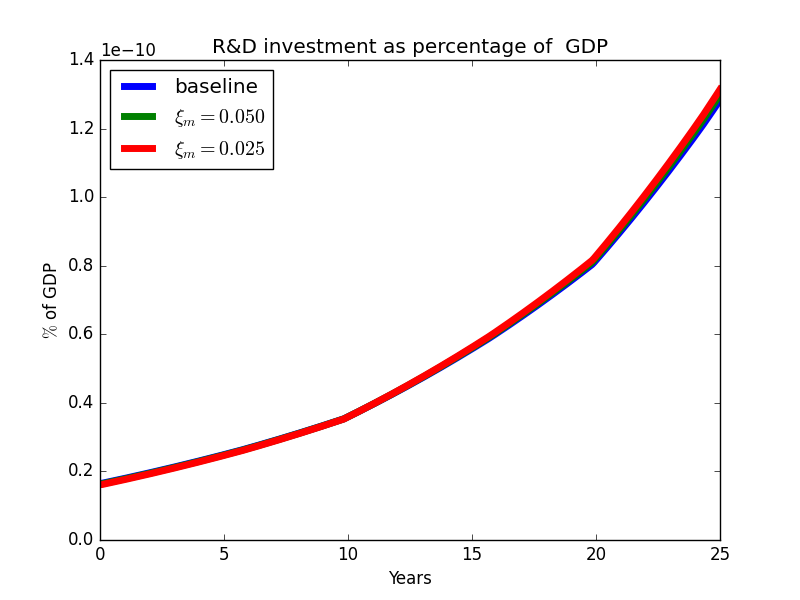 R&D investment as percentage of  GDP
1e−10
1.4
1.2
1.0
0.8
0.6
0.4
0.2
0.0
% of GDP
baseline
ξm = 0.050
ξm = 0.025
0 5 10 15 20 25
Years